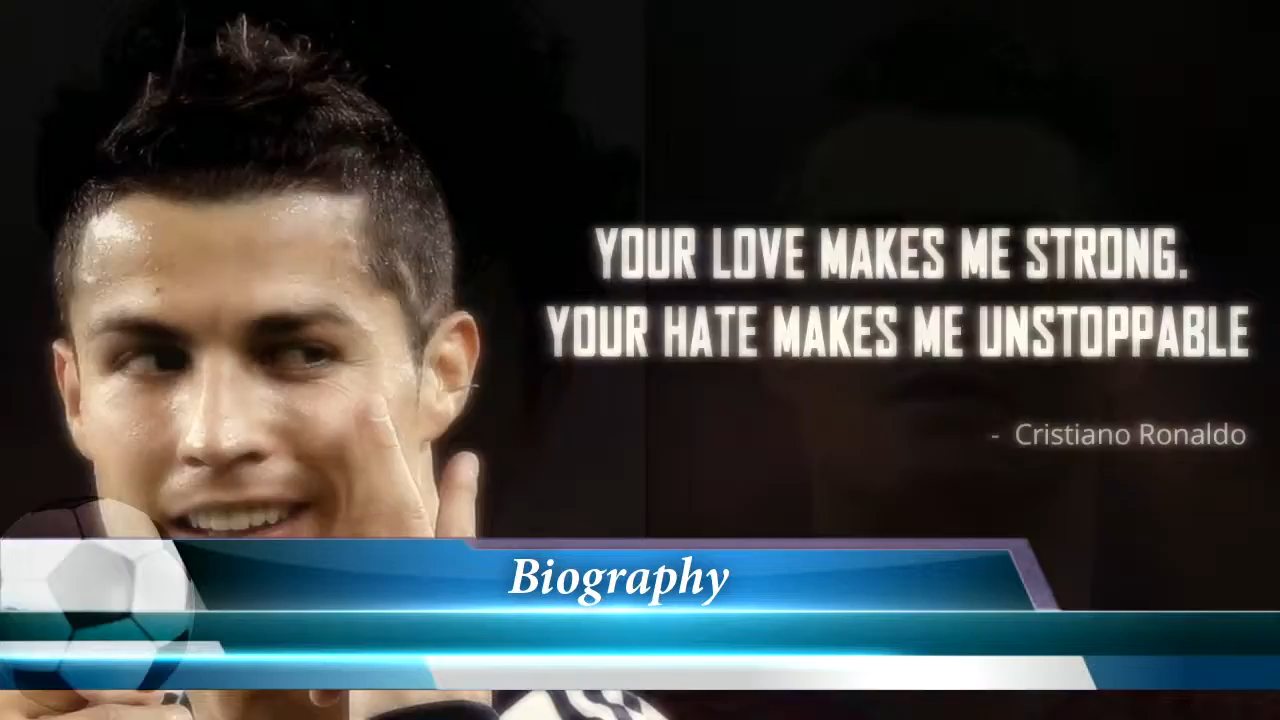 YOUR LOVE MAKES ME STRONG.
YOUR HATE MAKES ME UNSTOPPABLE
- Cristiano Ronaldo
Biography